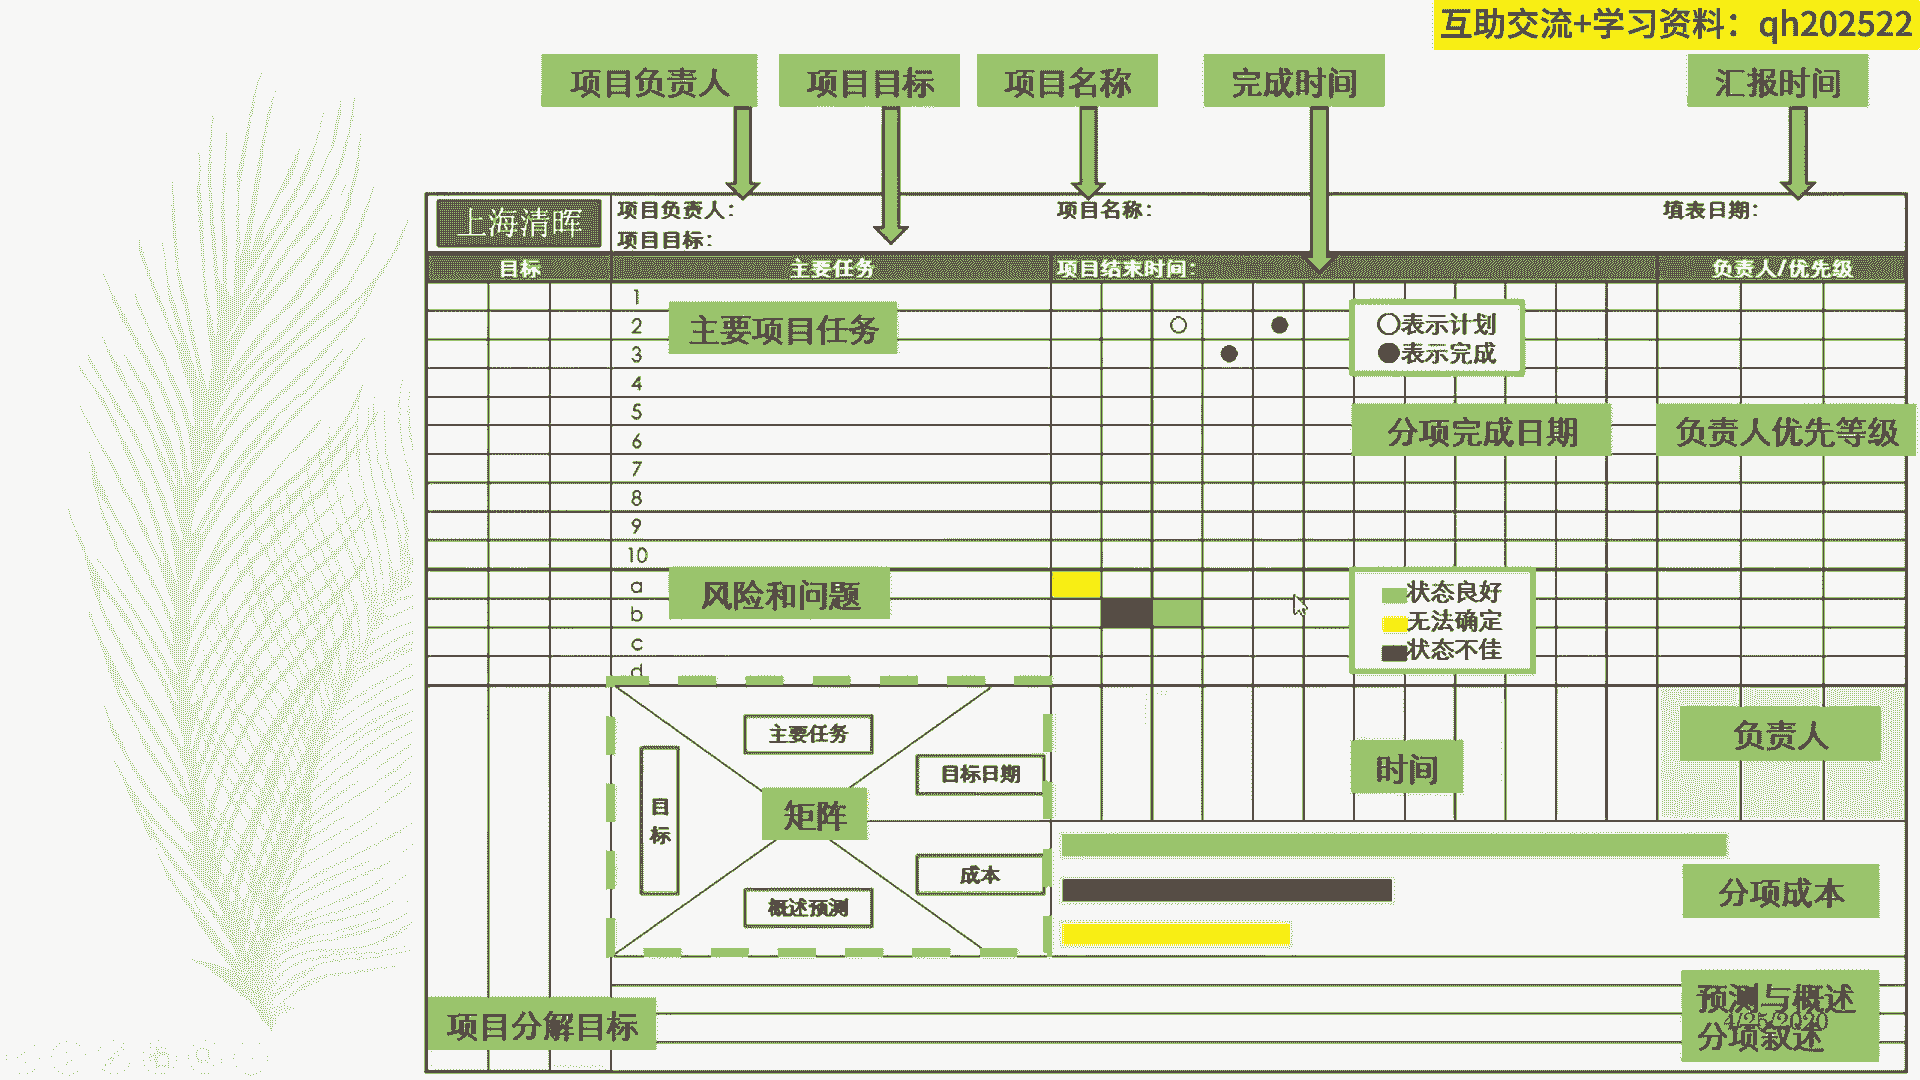 互助交流+学习资料：qh202522
项目负责人
项目目标
项目名称
完成时间
汇报时间
上海清晖
项目负责人：
项目名称：
填表日期：
项目目标：
目标
主要任务
项目结束时间：
负责人/优先级
1
2
3
4
5
6
7
8
9
10
a
b
c
d
主要项目任务
○表示计划
●表示完成
分项完成日期
负责人优先等级
风险和问题
状态良好
无法确定
状态不佳
主要任务
目标日期
目标
矩阵
成本
概述预测
时间
负责人
分项成本
项目分解目标
预测与概述
4/25/2020
分项叙述